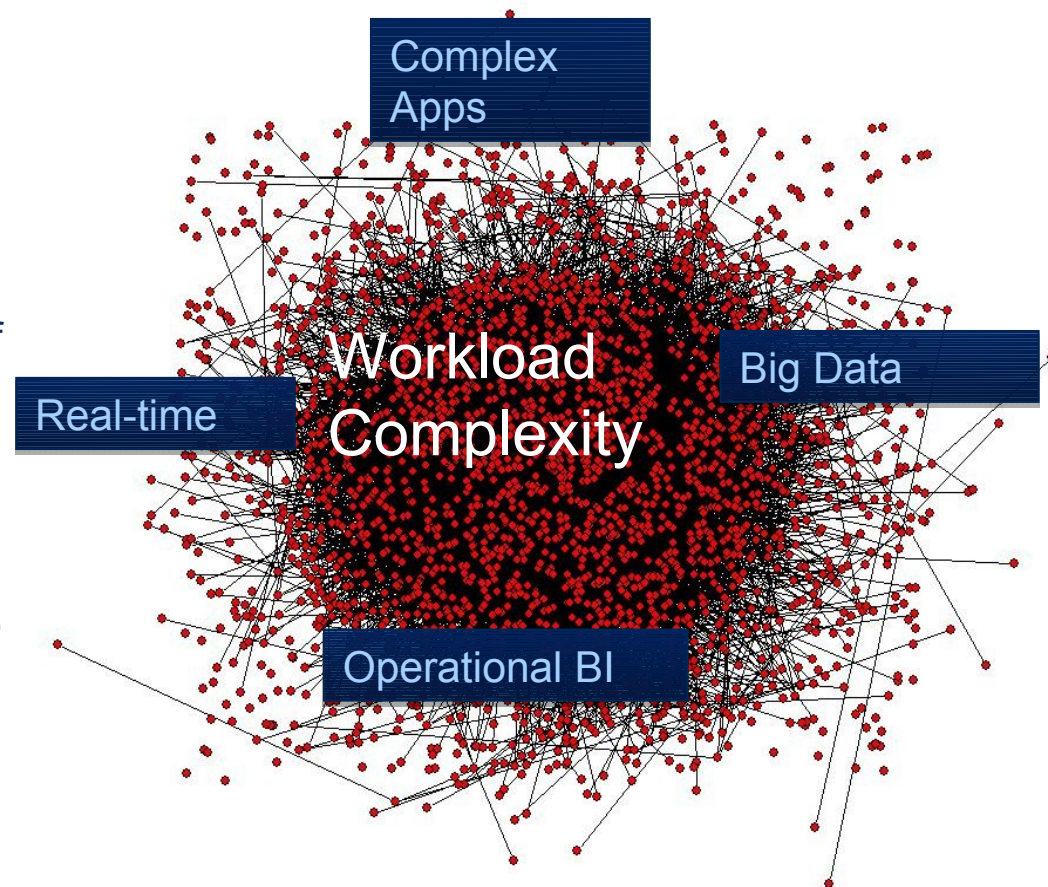 Complex
Apps
Workload
Complexity
Big Data
Real-time
Operational BI